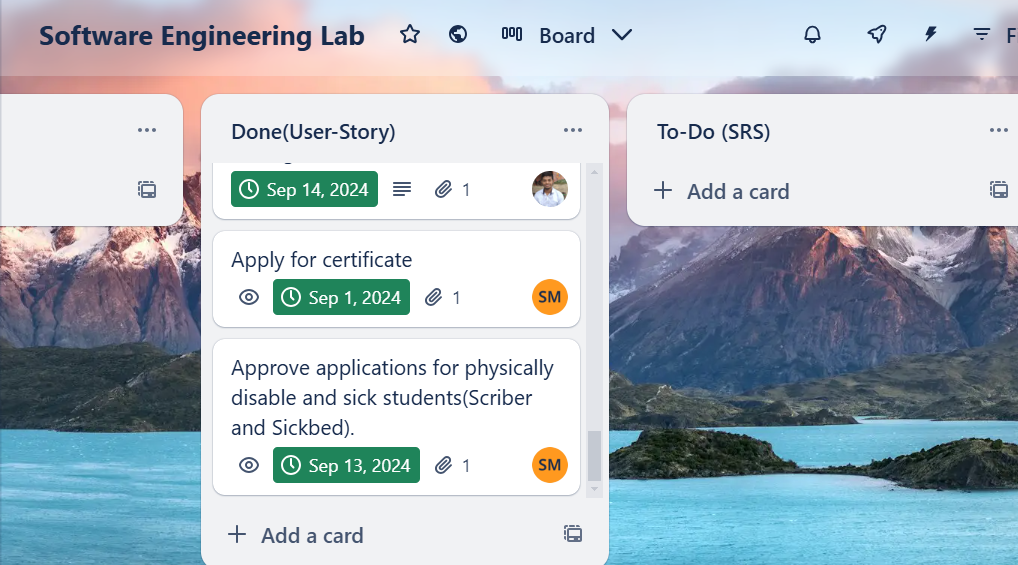 Software Engineering Lab
Board
F
Done(User-Story)
Sep 14, 2024
1
Apply for certificate
Sep 1, 2024
1
SM
Approve applications for physically
disable and sick students(Scriber
and Sickbed).
Sep 13, 2024
1
SM
Add a card
To-Do (SRS)
Add a card